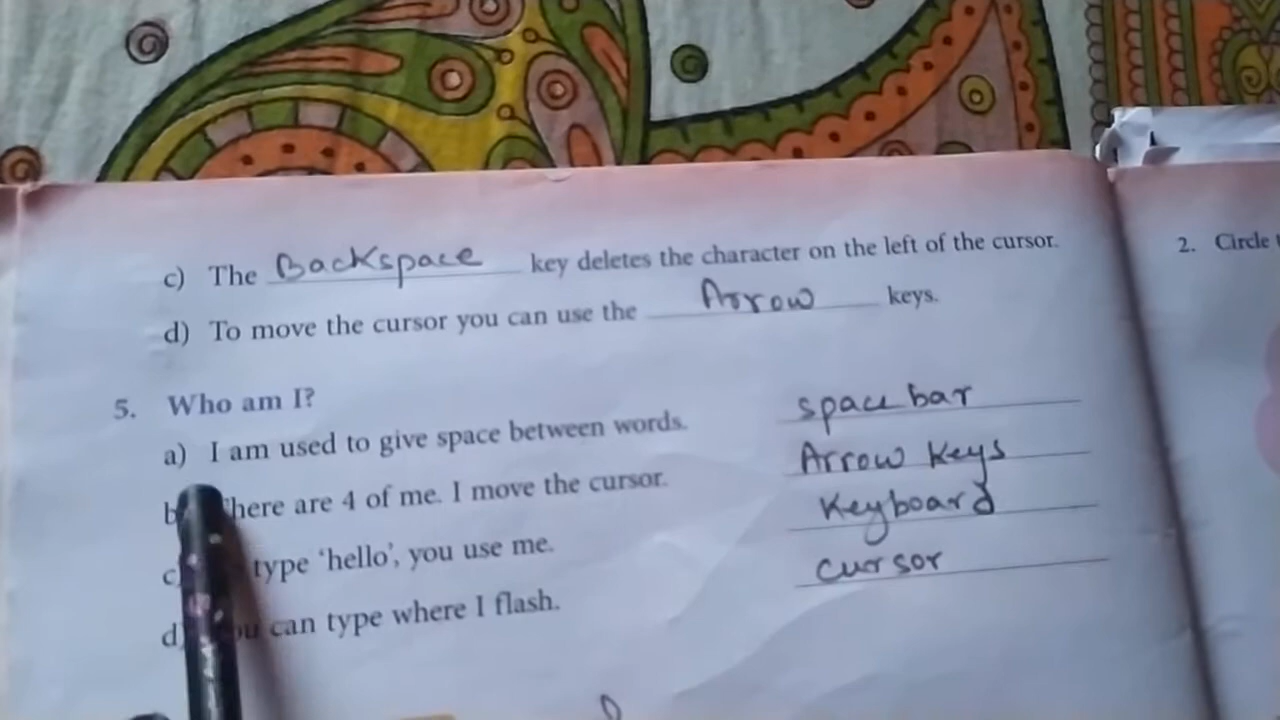 c) The Backspace key deletes the character on the left of the cursor.
d) To move the cursor you can use the Arrow keys.
5. Who am I?
a) I am used to give space between words. space bar
here are 4 of me. I move the cursor. Arrow keys
type ‘hello’, you use me. Keyboard
d) can type where I flash. cursor
2. Circle